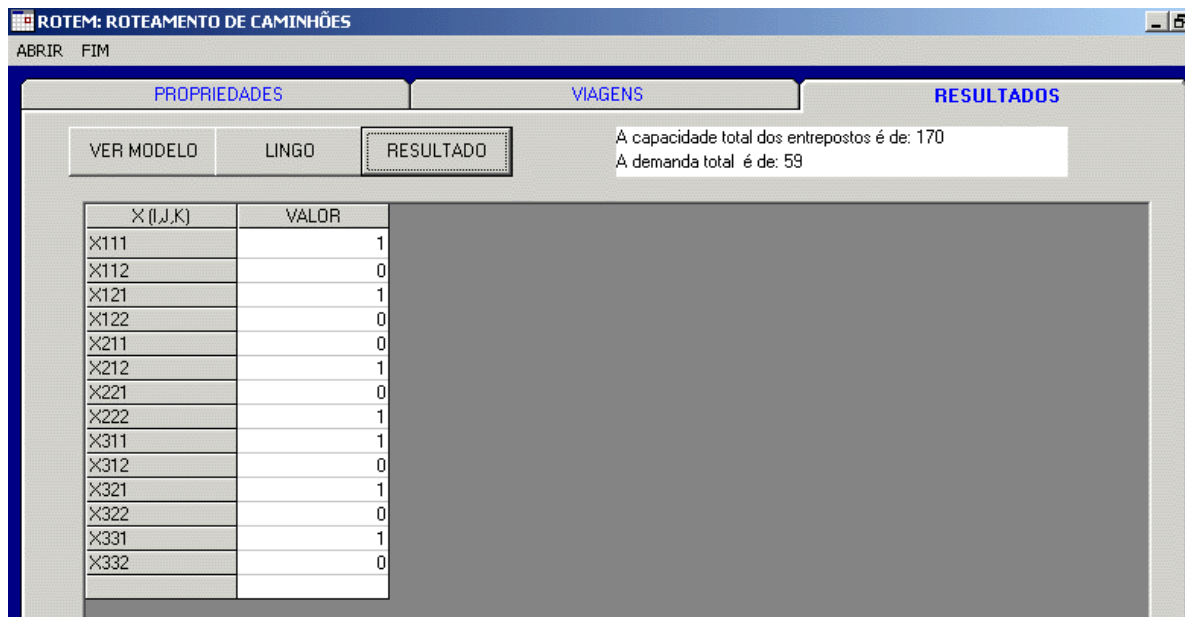 ROTEM: ROTEAMENTO DE CAMINHÕES
ABRIR FIM
PROPRIEDADES VIAGENS RESULTADOS
VER MODELO LINGO RESULTADO
A capacidade total dos entrepostos é de: 170
A demanda total é de: 59
X (I,J,K) VALOR
X111 1
X112 0
X121 1
X122 0
X211 0
X212 1
X221 0
X222 1
X311 1
X312 0
X321 1
X322 0
X331 1
X332 0